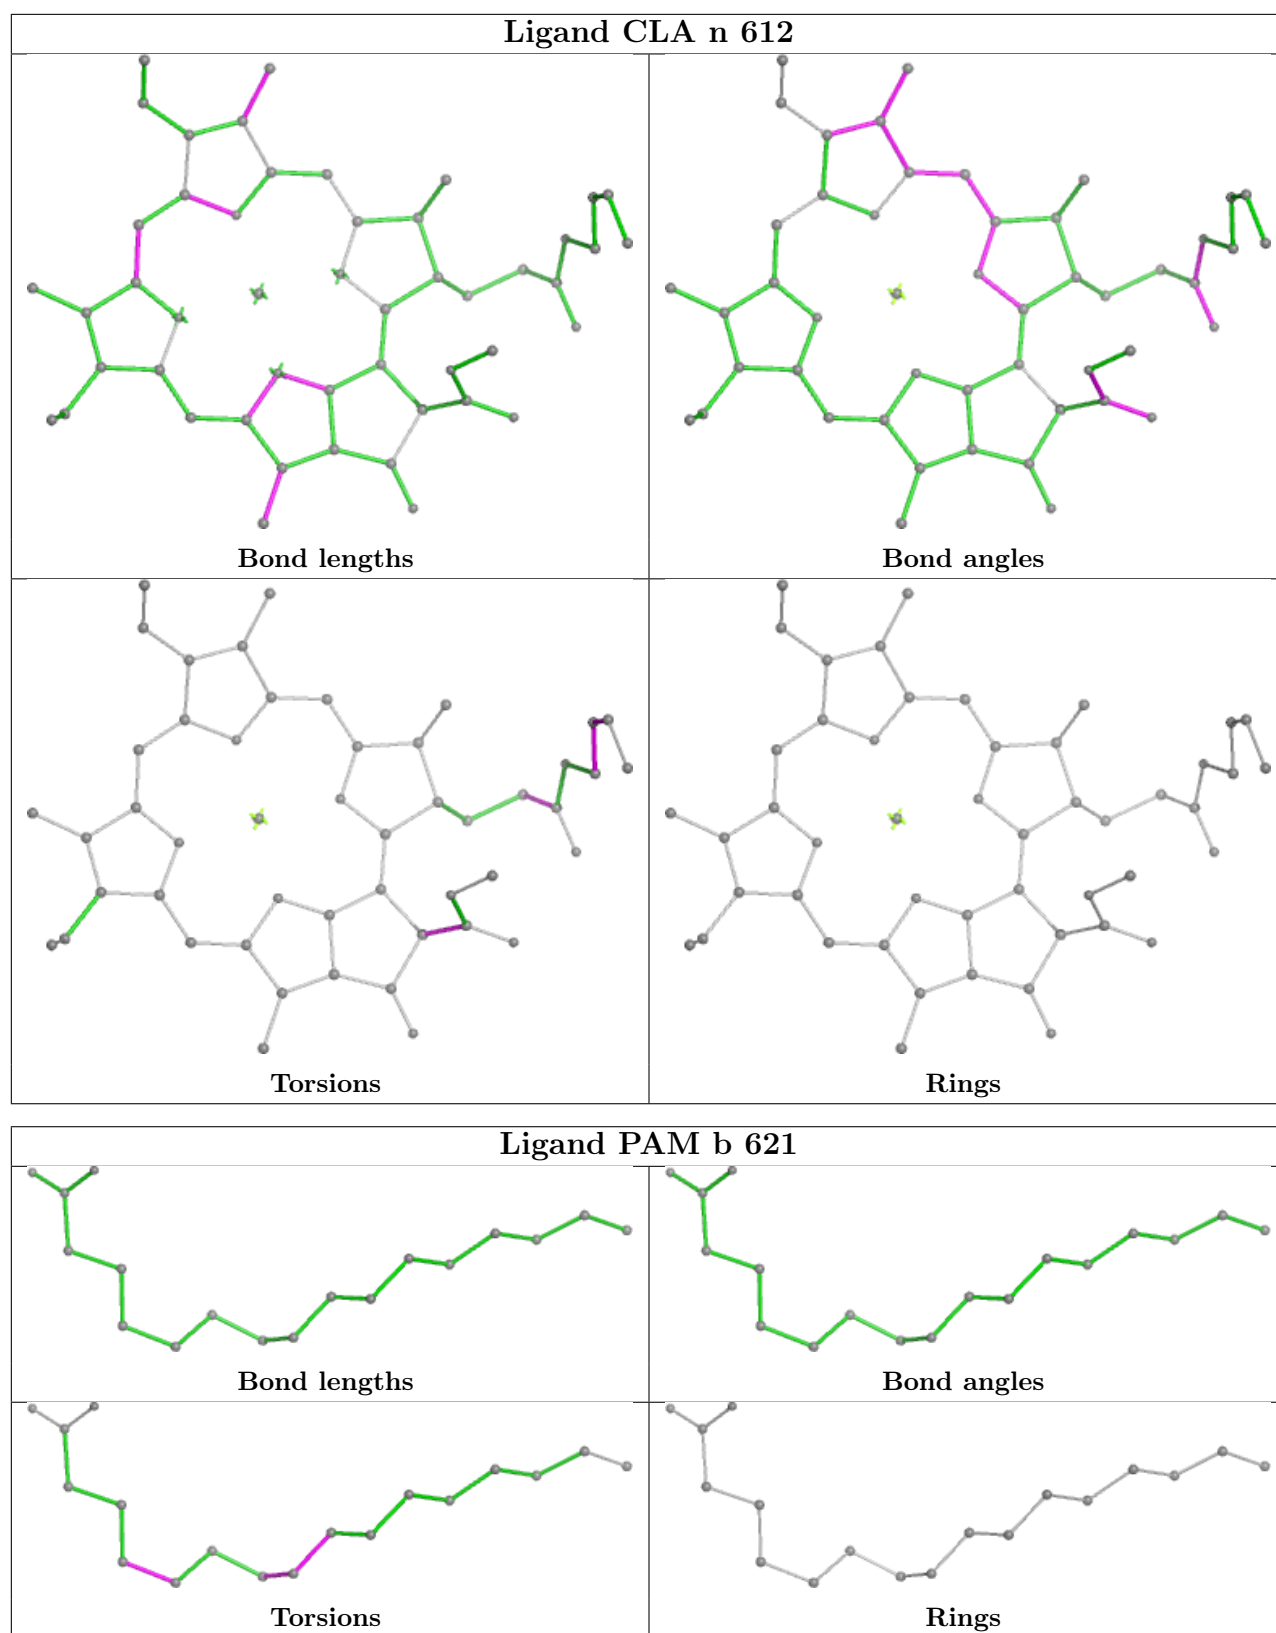 Ligand CLA n 612
Bond lengths
Bond angles
Torsions
Rings
Ligand PAM b 621
Bond lengths
Bond angles
Torsions
Rings